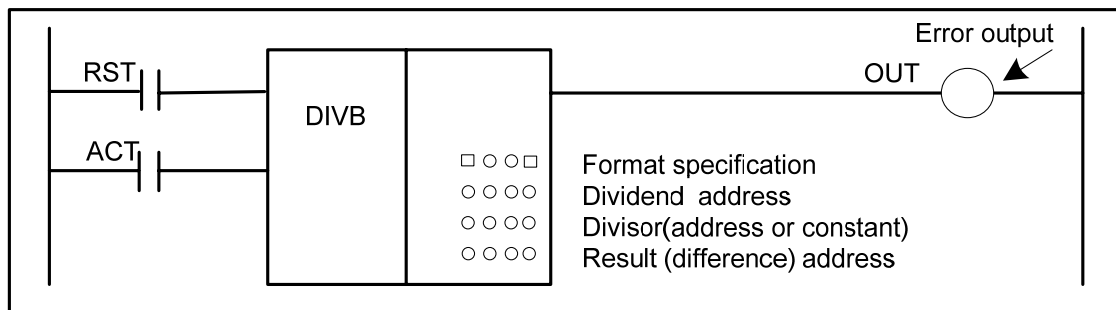 Error output
RST
OUT
DIVB
ACT
Format specification
Dividend address
Divisor(address or constant)
Result (difference) address